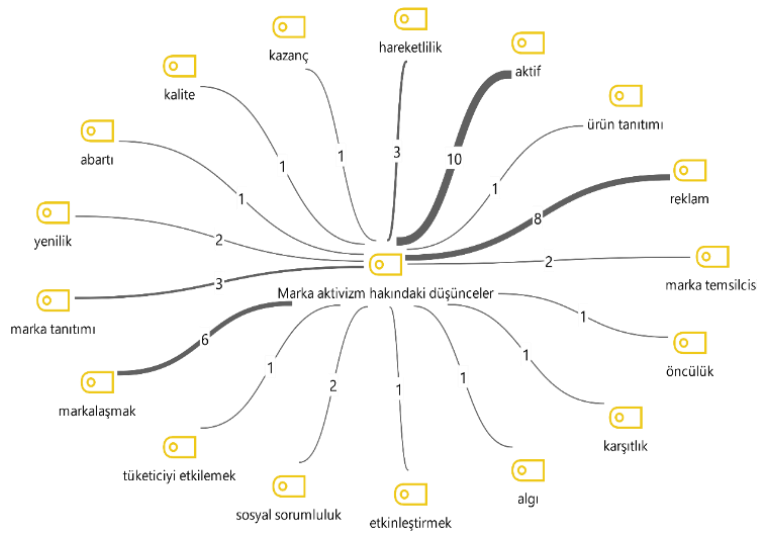 hareketlilik
kazanç
aktif
kalite
ürün tanıtımı
3
10
abartı
1
1
1
reklam
1
8
yenilik
2
2
marka temsilcis
3
marka tanıtımı
Marka aktivizm hakındaki düşünceler
1
6
öncülük
markalaşmak
1
1
2
1
1
karşıtlık
tüketiciyi etkilemek
algı
sosyal sorumluluk
etkinleştirmek